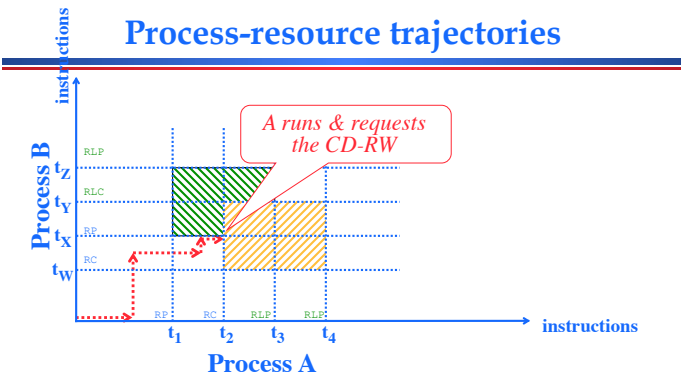 Process-resource trajectories
instructions
Process B
A runs & requests
the CD-RW
RLP
tZ
RLC
tY
RP
tX
RC
tW
RP
RC
RLP
RLP
t1
t2
t3
t4
instructions
Process A